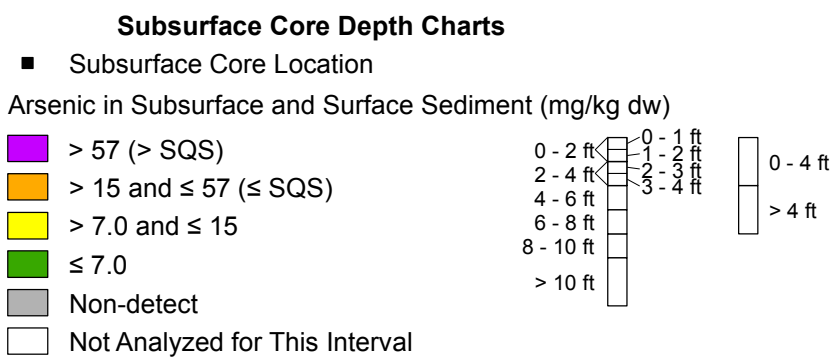 Subsurface Core Depth Charts
Subsurface Core Location
Arsenic in Subsurface and Surface Sediment (mg/kg dw)
> 57 (> SQS)
> 15 and ≤ 57 (≤ SQS)
> 7.0 and ≤ 15
≤ 7.0
Non-detect
Not Analyzed for This Interval
0 - 2 ft
2 - 4 ft
4 - 6 ft
6 - 8 ft
8 - 10 ft
> 10 ft
0 - 1 ft
1 - 2 ft
2 - 3 ft
3 - 4 ft
0 - 4 ft
> 4 ft